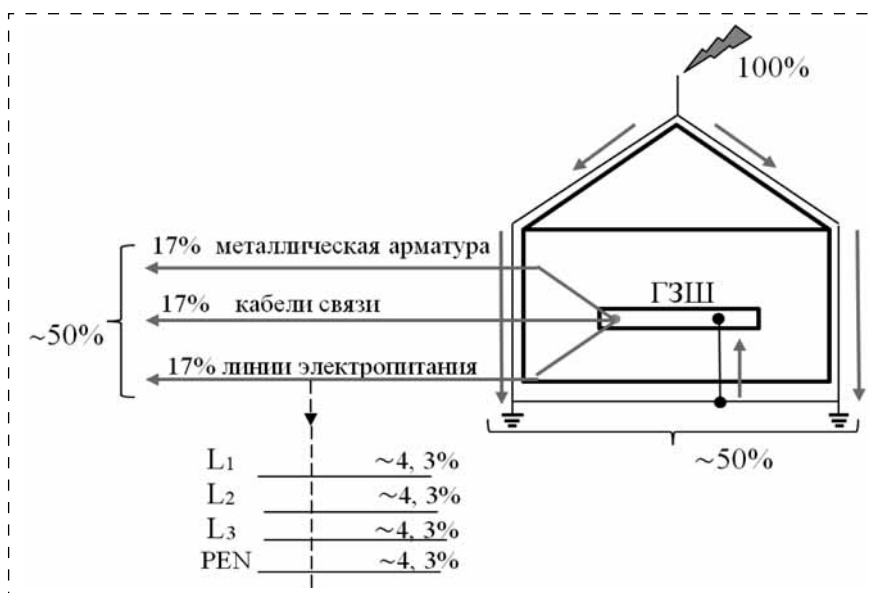 100%
17% металлическая арматура
ГЗШ
17% кабели связи
~50%
17% линии электропитания
~50%
L1 ~4, 3%
L2 ~4, 3%
L3 ~4, 3%
PEN ~4, 3%